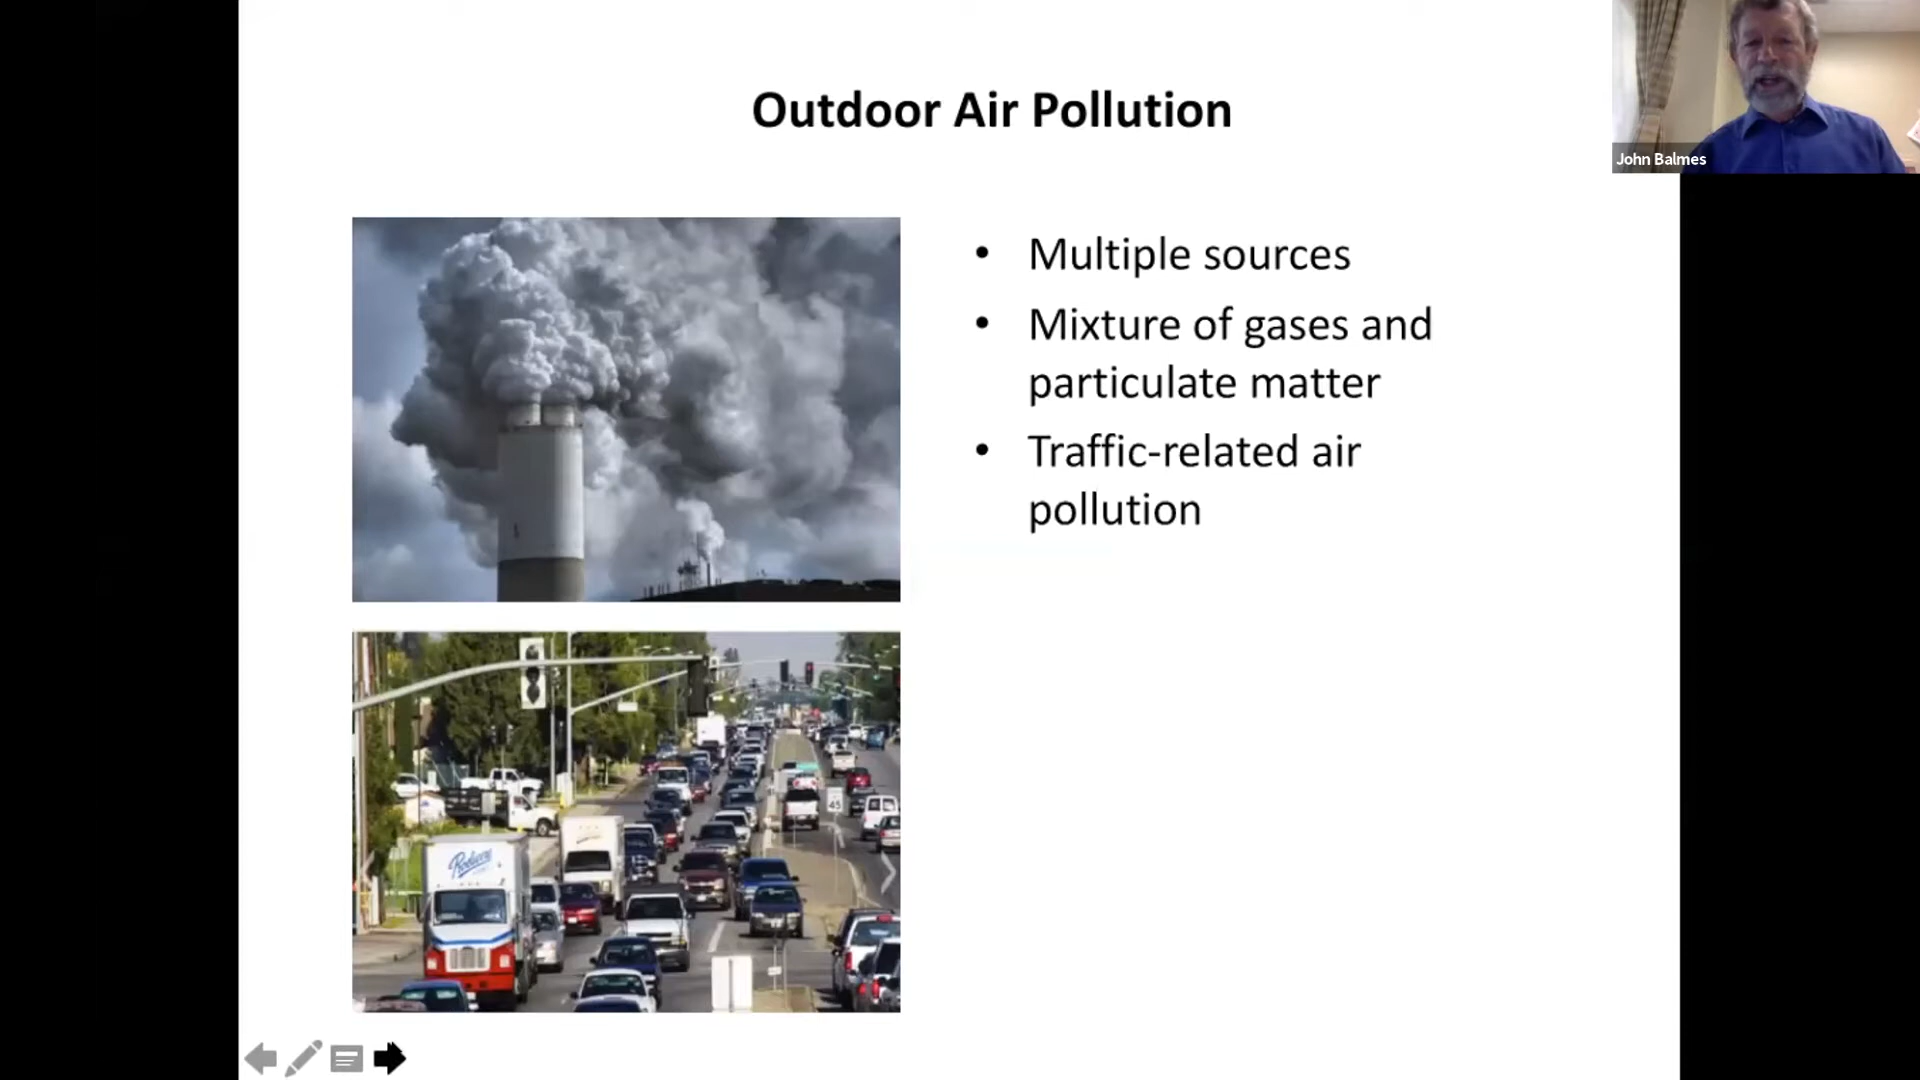 Outdoor Air Pollution
John Balmes
• Multiple sources
• Mixture of gases and
particulate matter
• Traffic-related air
pollution
45